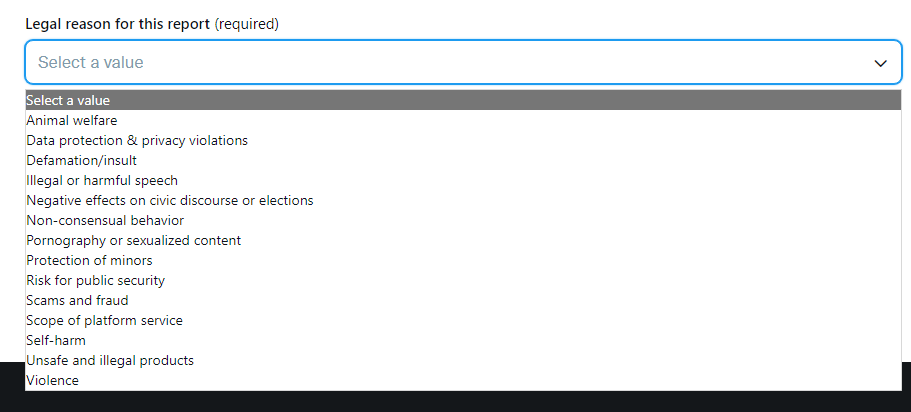 Legal reason for this report (required)
Select a value
Select a value
Animal welfare
Data protection & privacy violations
Defamation/insult
Illegal or harmful speech
Negative effects on civic discourse or elections
Non-consensual behavior
Pornography or sexualized content
Protection of minors
Risk for public security
Scams and fraud
Scope of platform service
Self-harm
Unsafe and illegal products
Violence